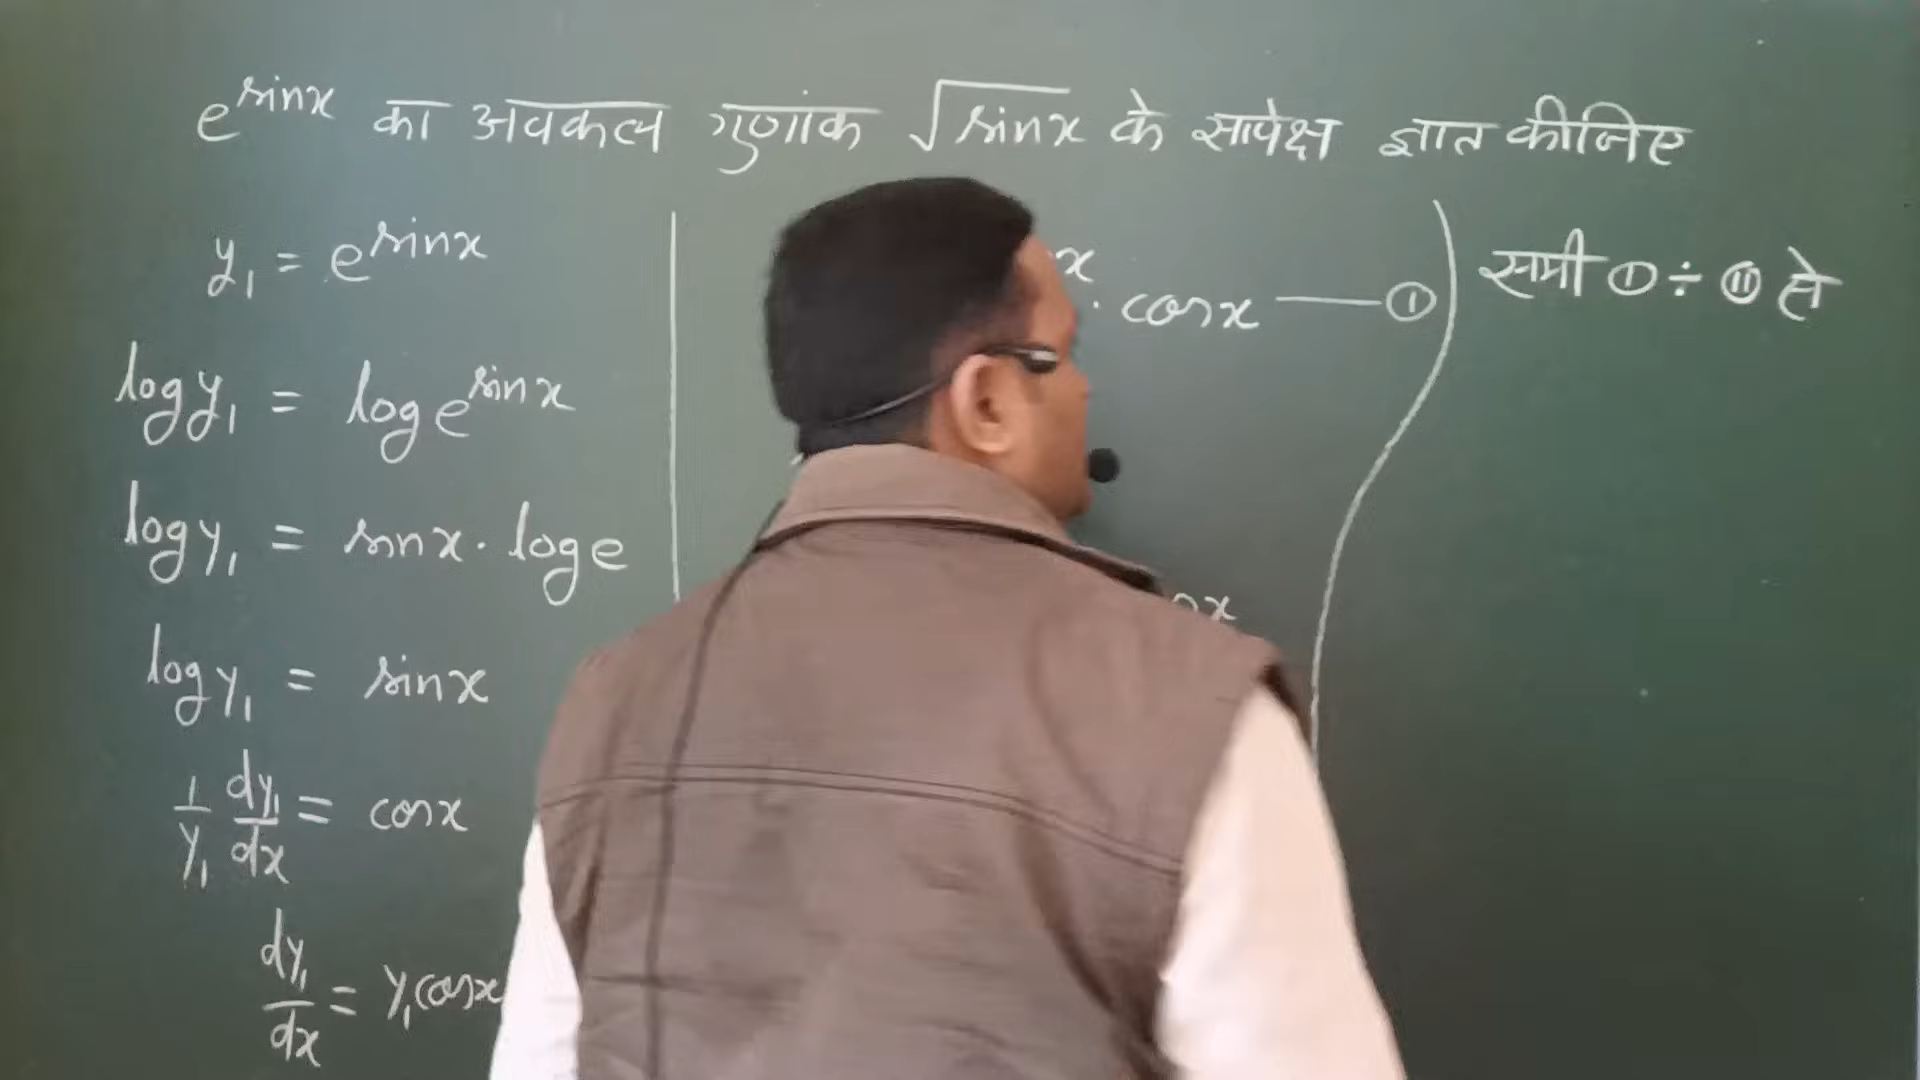 e^sinx का अवकल गुणांक √sinx के सापेक्ष ज्ञात कीजिए
y₁ = e^sinx
log y₁ = log e^sinx
log y₁ = sinx · log e
log y₁ = sinx
1/y₁ dy₁/dx = cosx
dy₁/dx = y₁ cosx
x
· cosx —— ①
x
समी ① ÷ ⑪ से